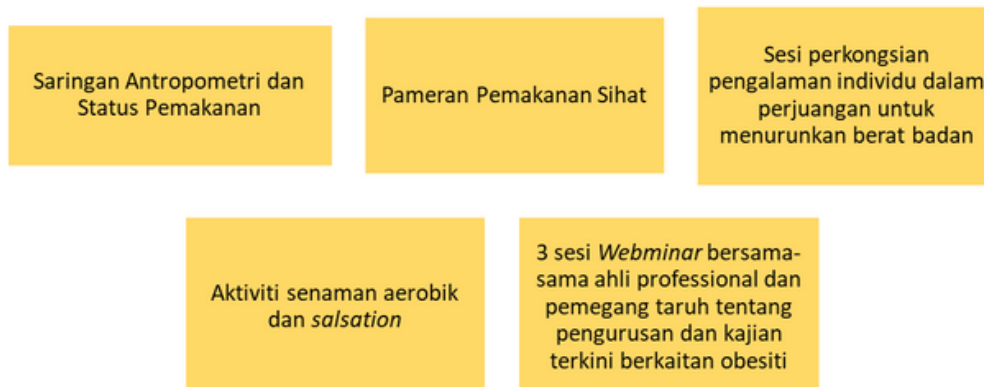 Saringan Antropometri dan
Status Pemakanan
Pameran Pemakanan Sihat
Sesi perkongsian
pengalaman individu dalam
perjuangan untuk
menurunkan berat badan
Aktiviti senaman aerobik
dan salsation
3 sesi Webminar bersama-
sama ahli professional dan
pemegang taruh tentang
pengurusan dan kajian
terkini berkaitan obesiti